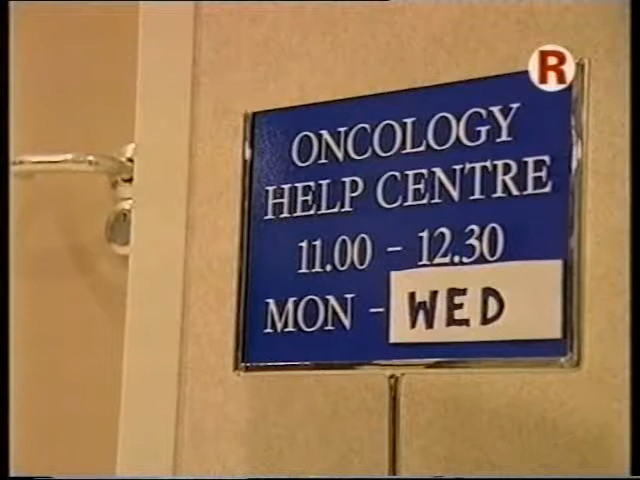 R
ONCOLOGY
HELP CENTRE
11.00 - 12.30
MON - WED